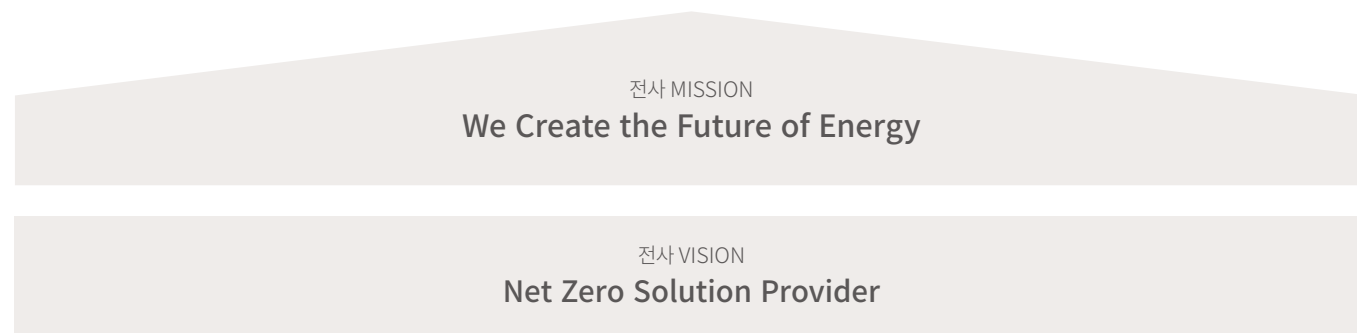 전사 MISSION
We Create the Future of Energy
전사 VISION
Net Zero Solution Provider